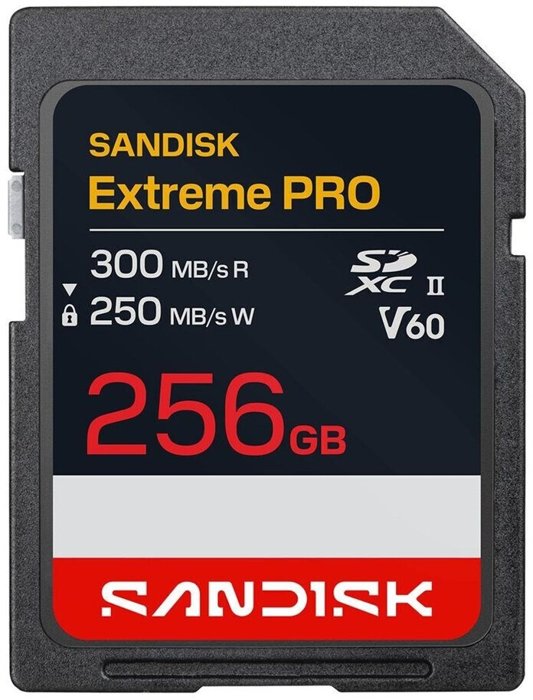 SANDISK
Extreme PRO
300 MB/s R
250 MB/s W
SD
XC II
V60
256GB
SANDISK